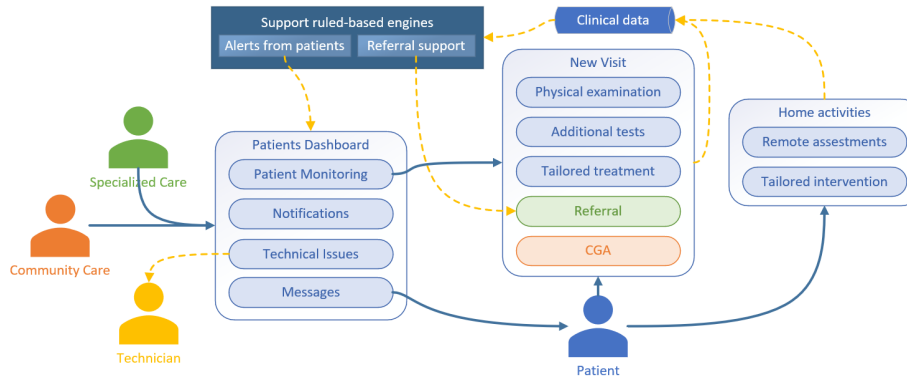 Support ruled-based engines
Alerts from patients
Referral support
Clinical data
New Visit
Physical examination
Additional tests
Tailored treatment
Referral
CGA
Home activities
Remote assestments
Tailored intervention
Patients Dashboard
Patient Monitoring
Notifications
Technical Issues
Messages
Specialized Care
Community Care
Technician
Patient